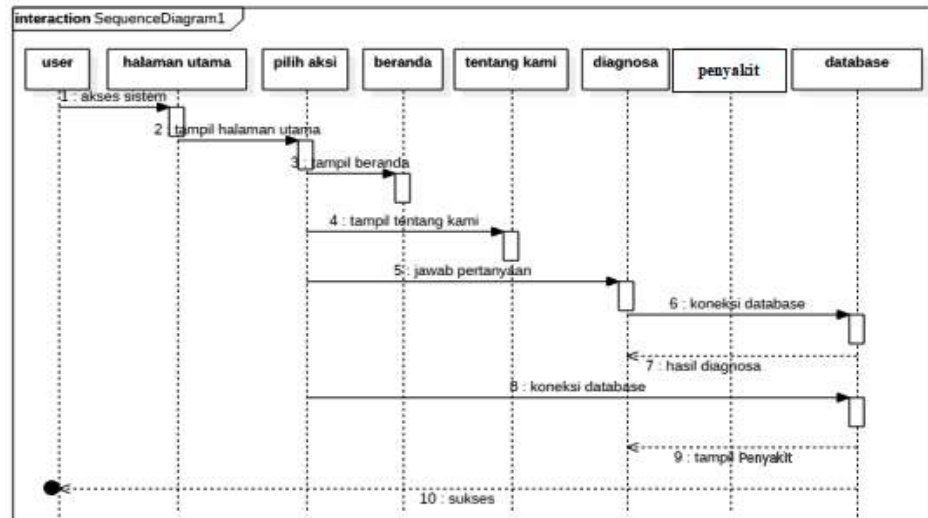 interaction SequenceDiagram1
user
halaman utama
pilih aksi
beranda
tentang kami
diagnosa
penyakit
database
1 : akses sistem
2 : tampil halaman utama
3 : tampil beranda
4 : tampil tentang kami
5 : jawab pertanyaan
6 : koneksi database
7 : hasil diagnosa
8 : koneksi database
9 : tampil Penyakit
10 : sukses